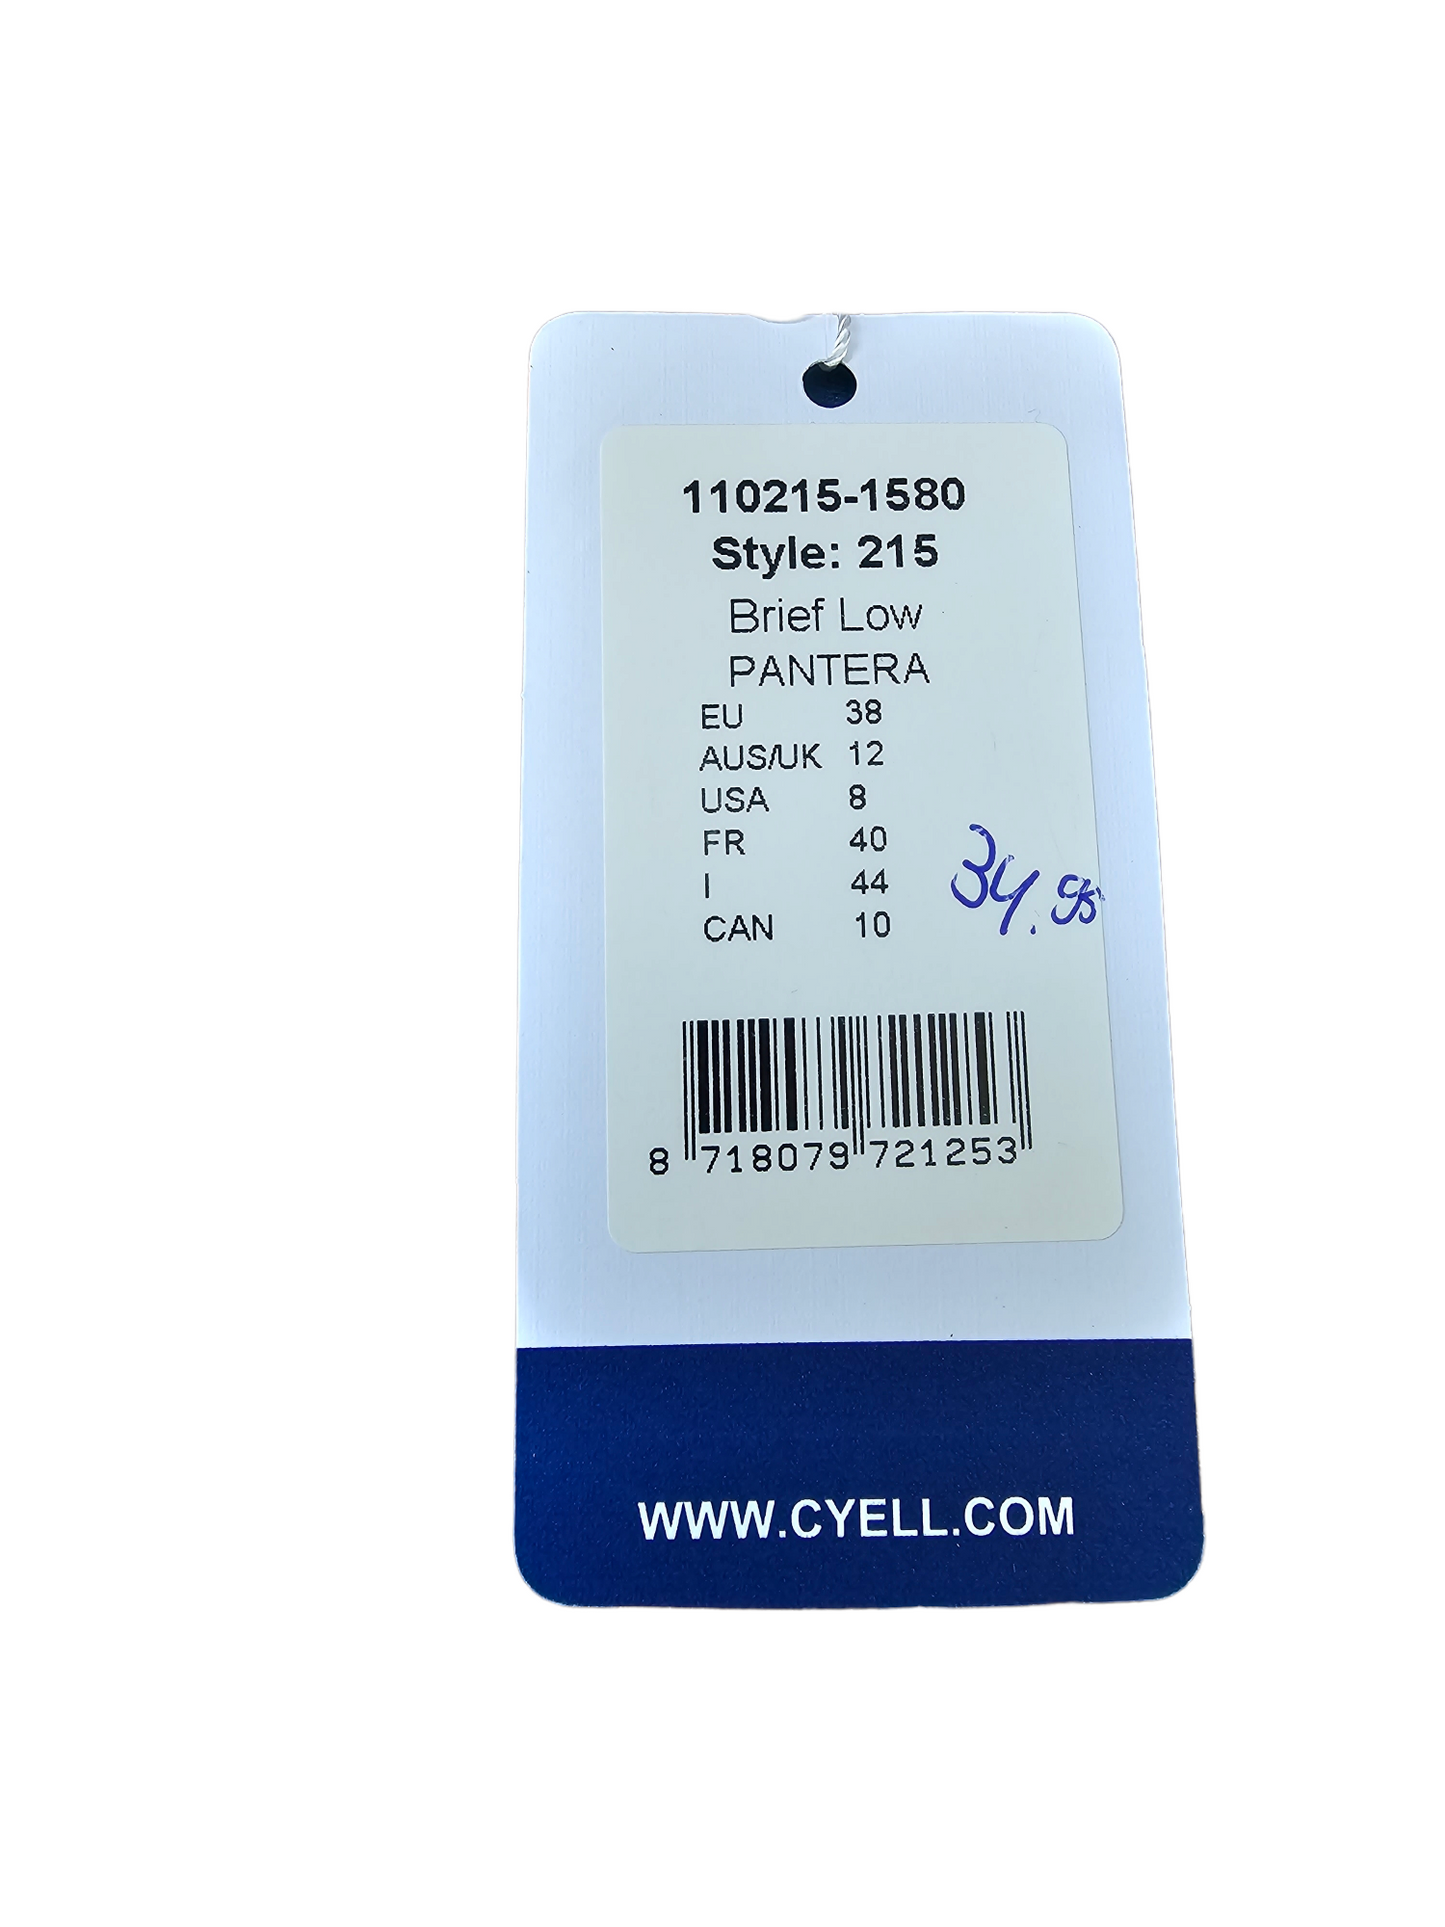 110215-1580
Style: 215
Brief Low
PANTERA
EU 38
AUS/UK 12
USA 8
FR 40
I 44
CAN 10
34.95
8 718079 721253
WWW.CYELL.COM